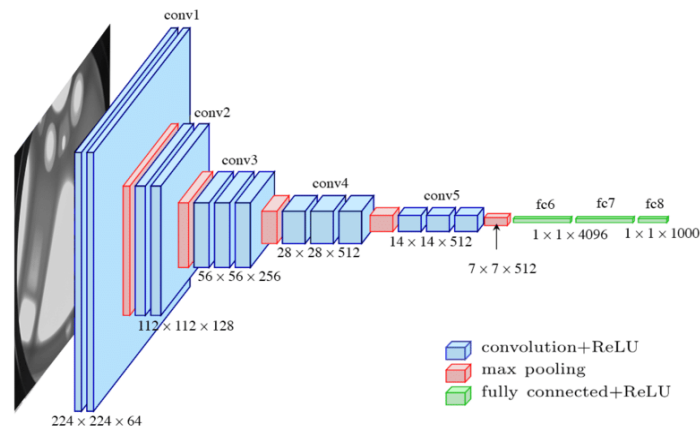 conv1
conv2
conv3
conv4
conv5
fc6
fc7
fc8
224 × 224 × 64
112 × 112 × 128
56 × 56 × 256
28 × 28 × 512
14 × 14 × 512
7 × 7 × 512
1 × 1 × 4096
1 × 1 × 1000
convolution+ReLU
max pooling
fully connected+ReLU